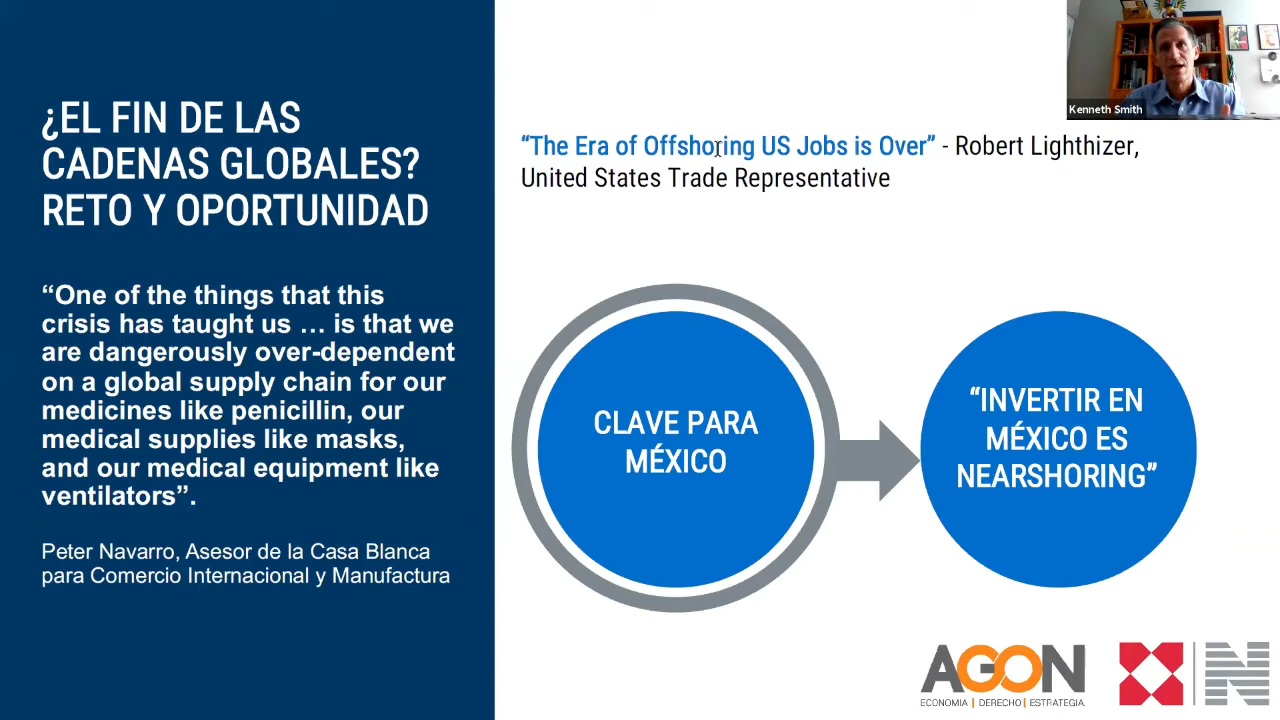 ¿EL FIN DE LAS
CADENAS GLOBALES?
RETO Y OPORTUNIDAD
“One of the things that this
crisis has taught us … is that we
are dangerously over-dependent
on a global supply chain for our
medicines like penicillin, our
medical supplies like masks,
and our medical equipment like
ventilators”.
Peter Navarro, Asesor de la Casa Blanca
para Comercio Internacional y Manufactura
Kenneth Smith
“The Era of Offshoring US Jobs is Over” - Robert Lighthizer,
United States Trade Representative
CLAVE PARA
MÉXICO
“INVERTIR EN
MÉXICO ES
NEARSHORING”
AGON
ECONOMIA | DERECHO | ESTRATEGIA
N